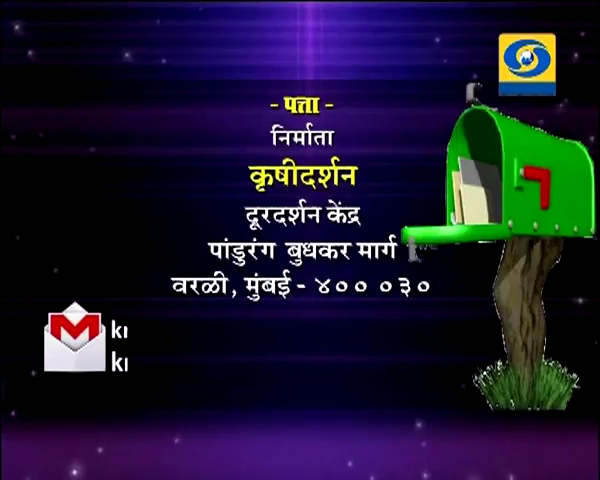 - पत्ता -
निर्माता
कृषीदर्शन
दूरदर्शन केंद्र
पांडुरंग बुधकर मार्ग
वरळी, मुंबई - ४०० ०३०